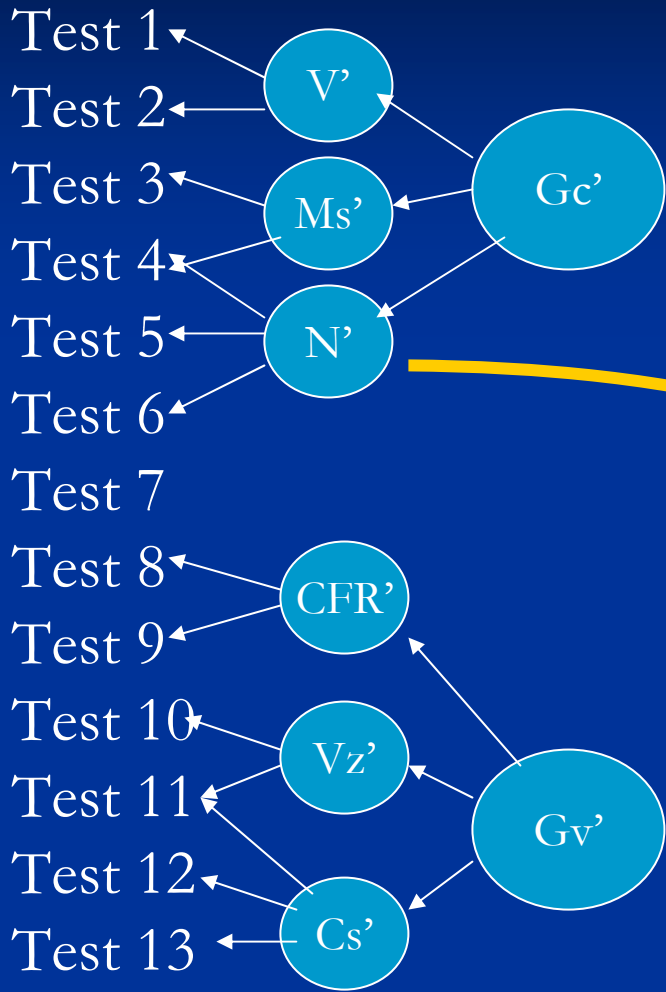 Test 1
Test 2
Test 3
Test 4
Test 5
Test 6
Test 7
Test 8
Test 9
Test 10
Test 11
Test 12
Test 13
V’
Ms’
N’
CFR’
Vz’
Cs’
Gc’
Gv’